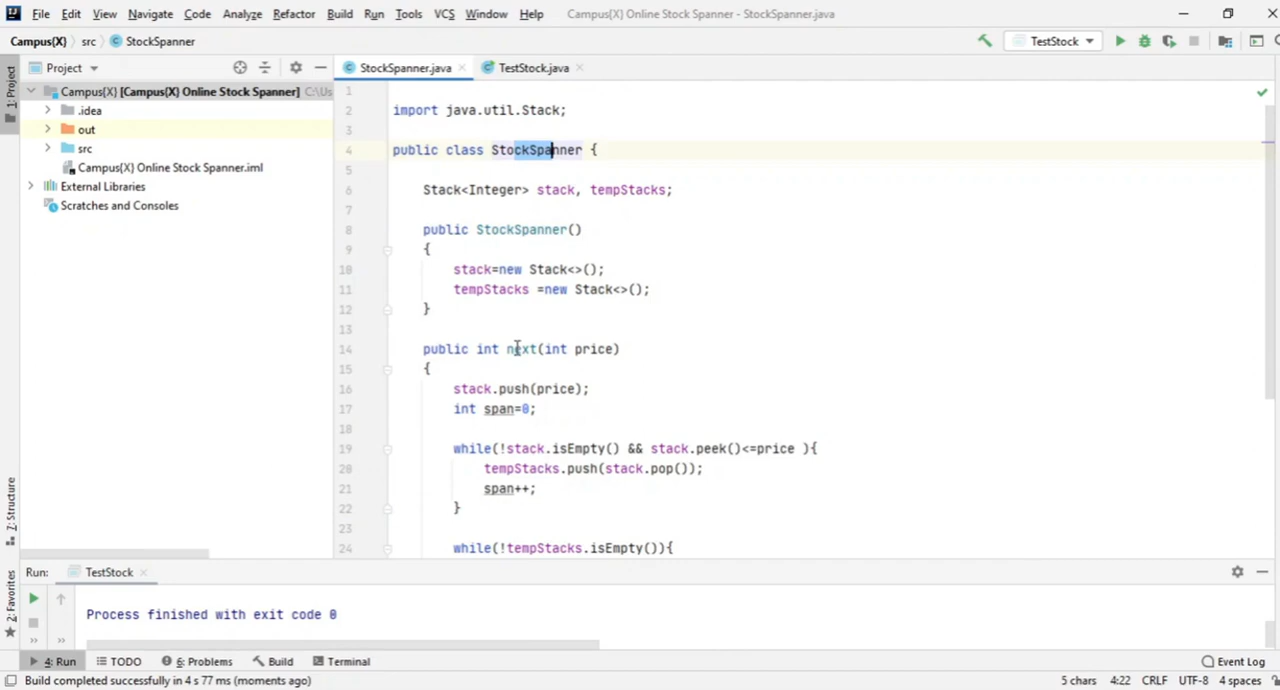 File Edit View Navigate Code Analyze Refactor Build Run Tools VCS Window Help Campus(X) Online Stock Spanner - StockSpanner.java
Campus(X) src StockSpanner TestStock
1: Project
Project
StockSpanner.java TestStock.java
Campus(X) [Campus(X) Online Stock Spanner] C:\Us
.idea
out
src
Campus(X) Online Stock Spanner.iml
External Libraries
Scratches and Consoles
1
2 import java.util.Stack;
3
4 public class StockSpanner {
5
6 Stack<Integer> stack, tempStacks;
7
8 public StockSpanner()
9 {
10 stack=new Stack<>();
11 tempStacks =new Stack<>();
12 }
13
14 public int next(int price)
15 {
16 stack.push(price);
17 int span=0;
18
19 while(!stack.isEmpty() && stack.peek()<=price ){
20 tempStacks.push(stack.pop());
21 span++;
22 }
23
24 while(!tempStacks.isEmpty()){
7: Structure
2: Favorites
Run: TestStock
Process finished with exit code 0
4: Run TODO 6: Problems Build Terminal Event Log
Build completed successfully in 4 s 77 ms (moments ago) 5 chars 4:22 CRLF UTF-8 4 spaces